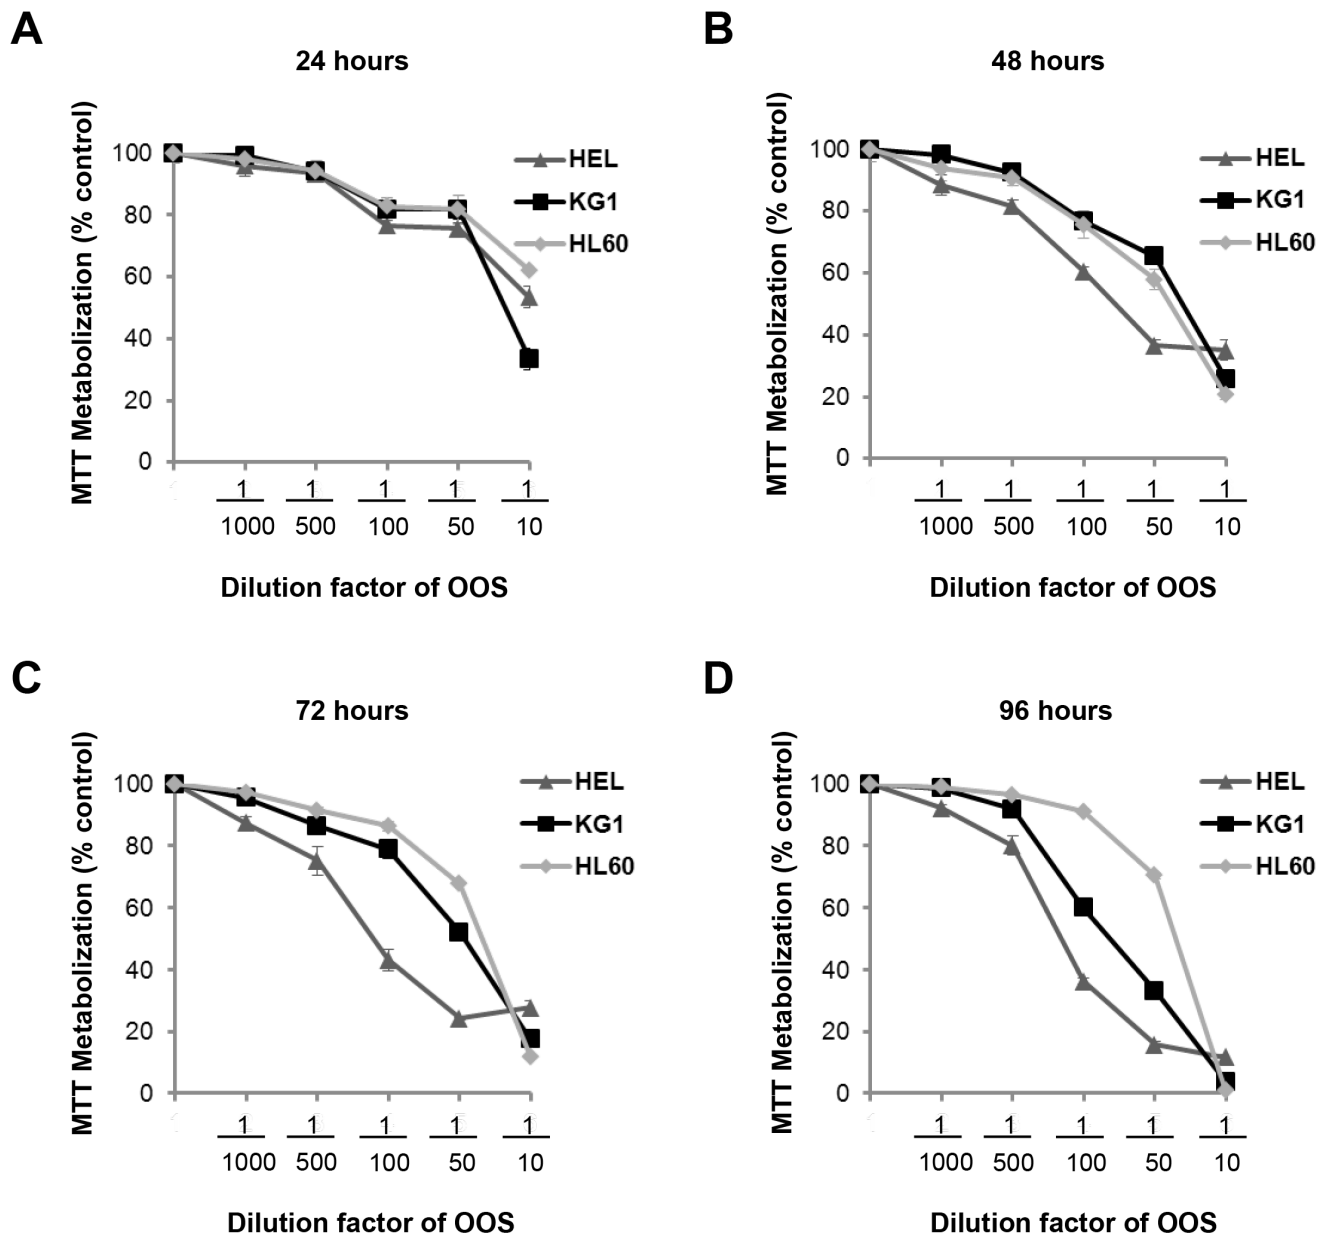 A
24 hours
MTT Metabolization (% control)
100
80
60
40
20
0
HEL
KG1
HL60
1 1 1 1 1
1000 500 100 50 10
Dilution factor of OOS
B
48 hours
MTT Metabolization (% control)
100
80
60
40
20
0
HEL
KG1
HL60
1 1 1 1 1
1000 500 100 50 10
Dilution factor of OOS
C
72 hours
MTT Metabolization (% control)
100
80
60
40
20
0
HEL
KG1
HL60
1 1 1 1 1
1000 500 100 50 10
Dilution factor of OOS
D
96 hours
MTT Metabolization (% control)
100
80
60
40
20
0
HEL
KG1
HL60
1 1 1 1 1
1000 500 100 50 10
Dilution factor of OOS